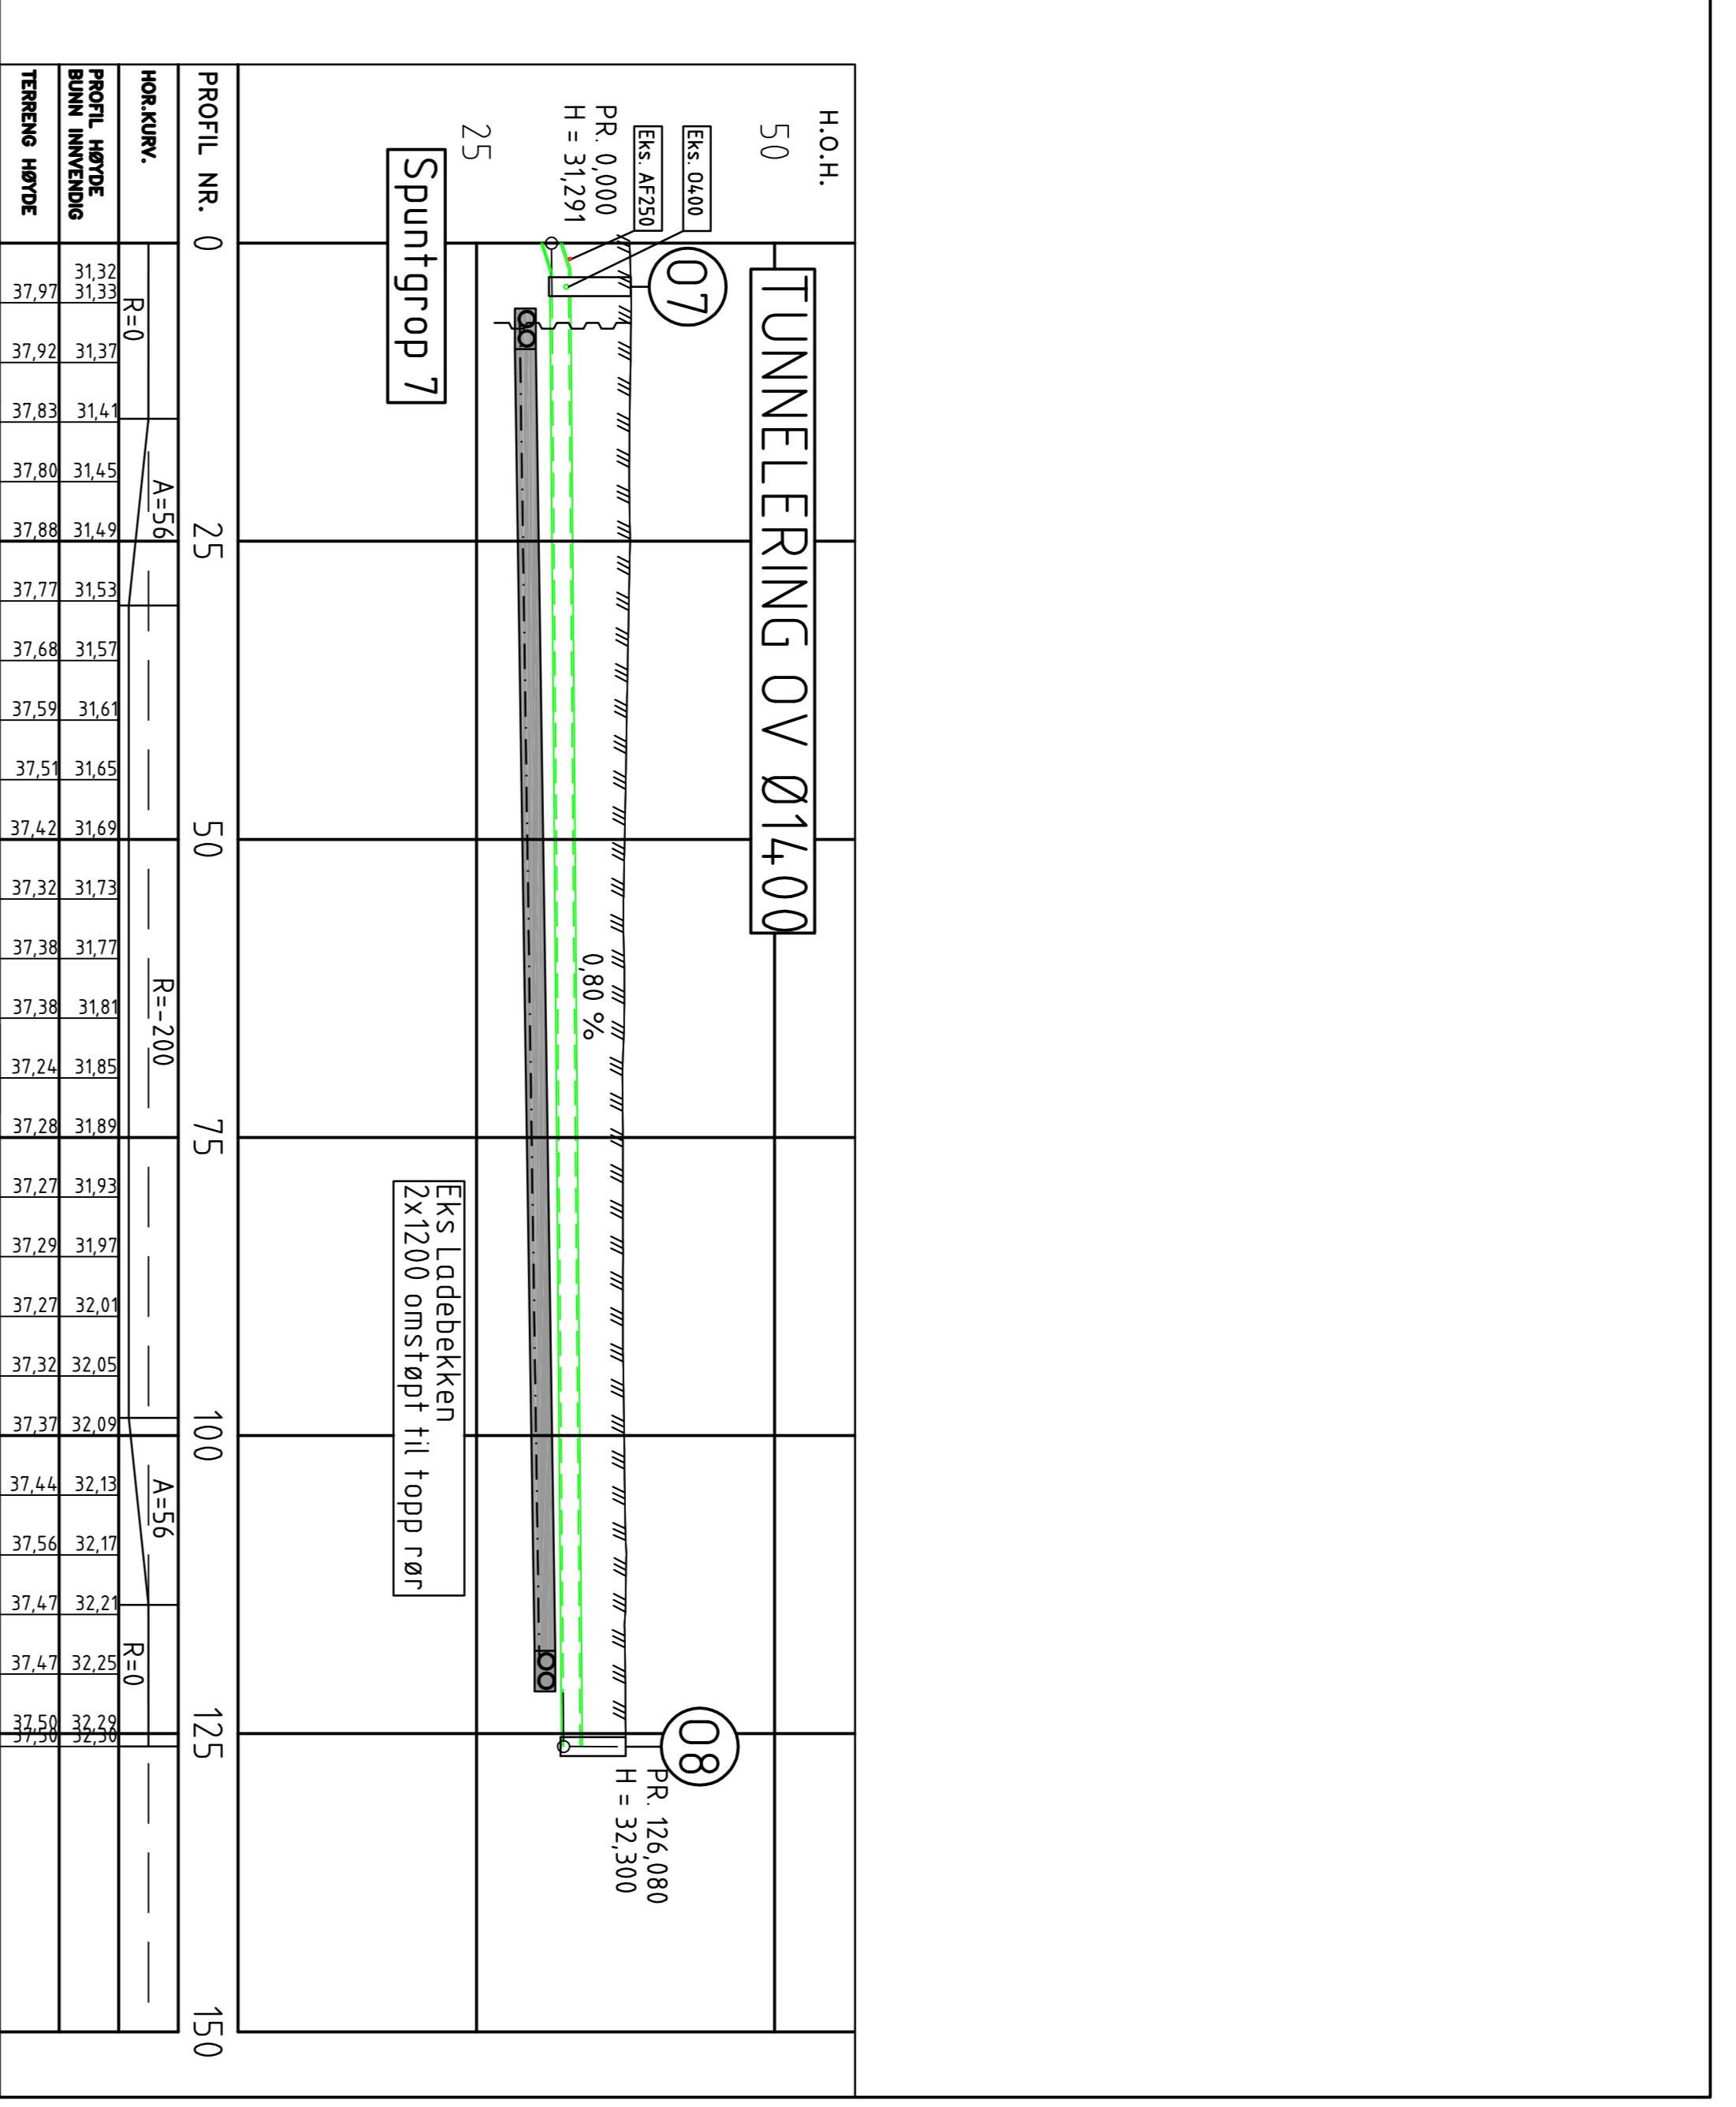 H.O.H.
50
TUNNELERING OV Ø1400
Eks. O400
Eks. AF250
PR. 0,000
H = 31,291
07
08
PR. 126,080
H = 32,300
0,80 %
25
Spuntgrop 7
Eks Ladebekken
2x1200 omstøpt til topp rør
PROFIL NR. 0 25 50 75 100 125 150
HOR.KURV. R=0 A=56 R=-200 A=56 R=0
PROFIL HØYDE
BUNN INNVENDIG
31,32 31,33 31,37 31,41 31,45 31,49 31,53 31,57 31,61 31,65 31,69 31,73 31,77 31,81 31,85 31,89 31,93 31,97 32,01 32,05 32,09 32,13 32,17 32,21 32,25 32,29 32,30
TERRENG HØYDE 37,97 37,92 37,83 37,80 37,88 37,77 37,68 37,59 37,51 37,42 37,32 37,38 37,38 37,24 37,28 37,27 37,29 37,27 37,32 37,37 37,44 37,56 37,47 37,47 37,50 37,50